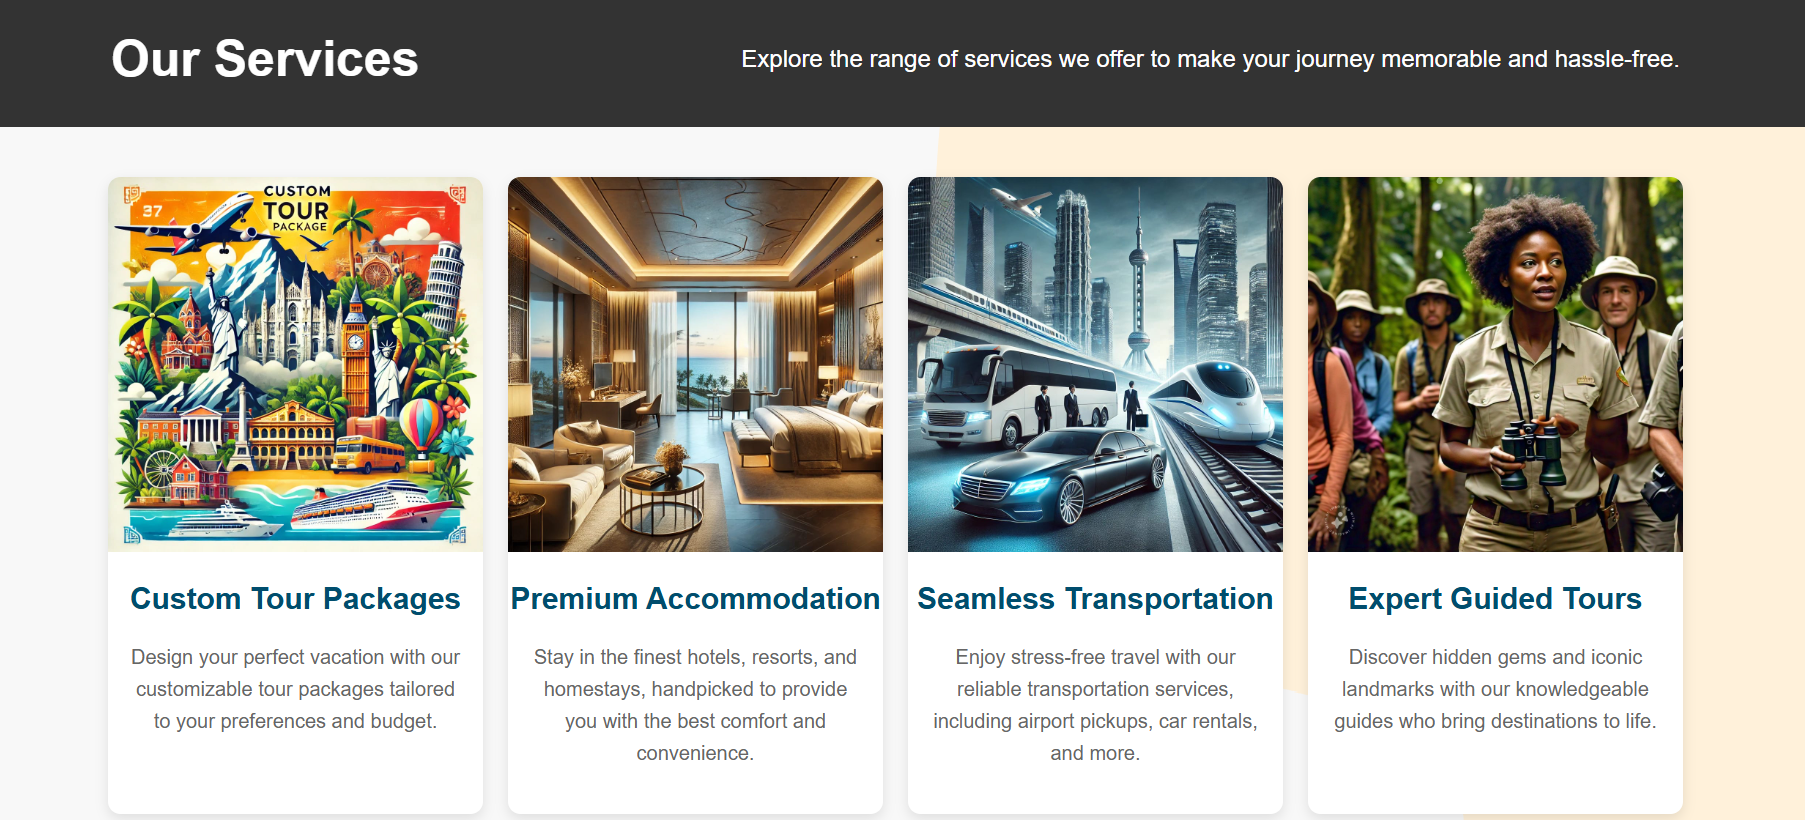 Our Services
Explore the range of services we offer to make your journey memorable and hassle-free.
CUSTOM
TOUR
PACKAGE
37
Custom Tour Packages
Design your perfect vacation with our
customizable tour packages tailored
to your preferences and budget.
Premium Accommodation
Stay in the finest hotels, resorts, and
homestays, handpicked to provide
you with the best comfort and
convenience.
Seamless Transportation
Enjoy stress-free travel with our
reliable transportation services,
including airport pickups, car rentals,
and more.
Expert Guided Tours
Discover hidden gems and iconic
landmarks with our knowledgeable
guides who bring destinations to life.